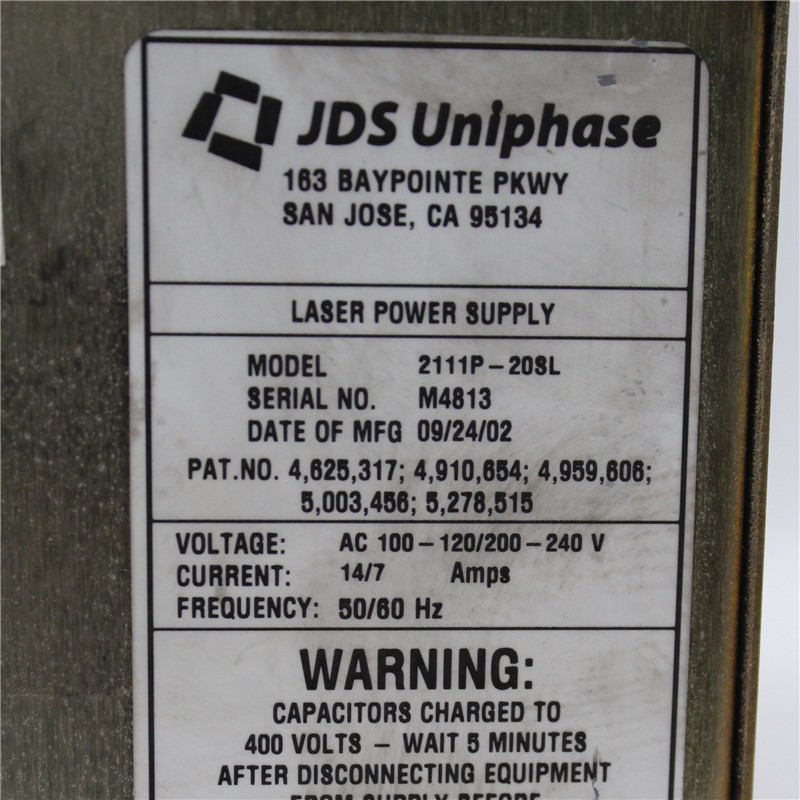 JDS Uniphase
163 BAYPOINTE PKWY
SAN JOSE, CA 95134
LASER POWER SUPPLY
MODEL 2111P-20SL
SERIAL NO. M4813
DATE OF MFG 09/24/02
PAT.NO. 4,625,317; 4,910,654; 4,959,606;
5,003,456; 5,278,515
VOLTAGE: AC 100-120/200-240 V
CURRENT: 14/7 Amps
FREQUENCY: 50/60 Hz
WARNING:
CAPACITORS CHARGED TO
400 VOLTS - WAIT 5 MINUTES
AFTER DISCONNECTING EQUIPMENT
FROM SUPPLY BEFORE